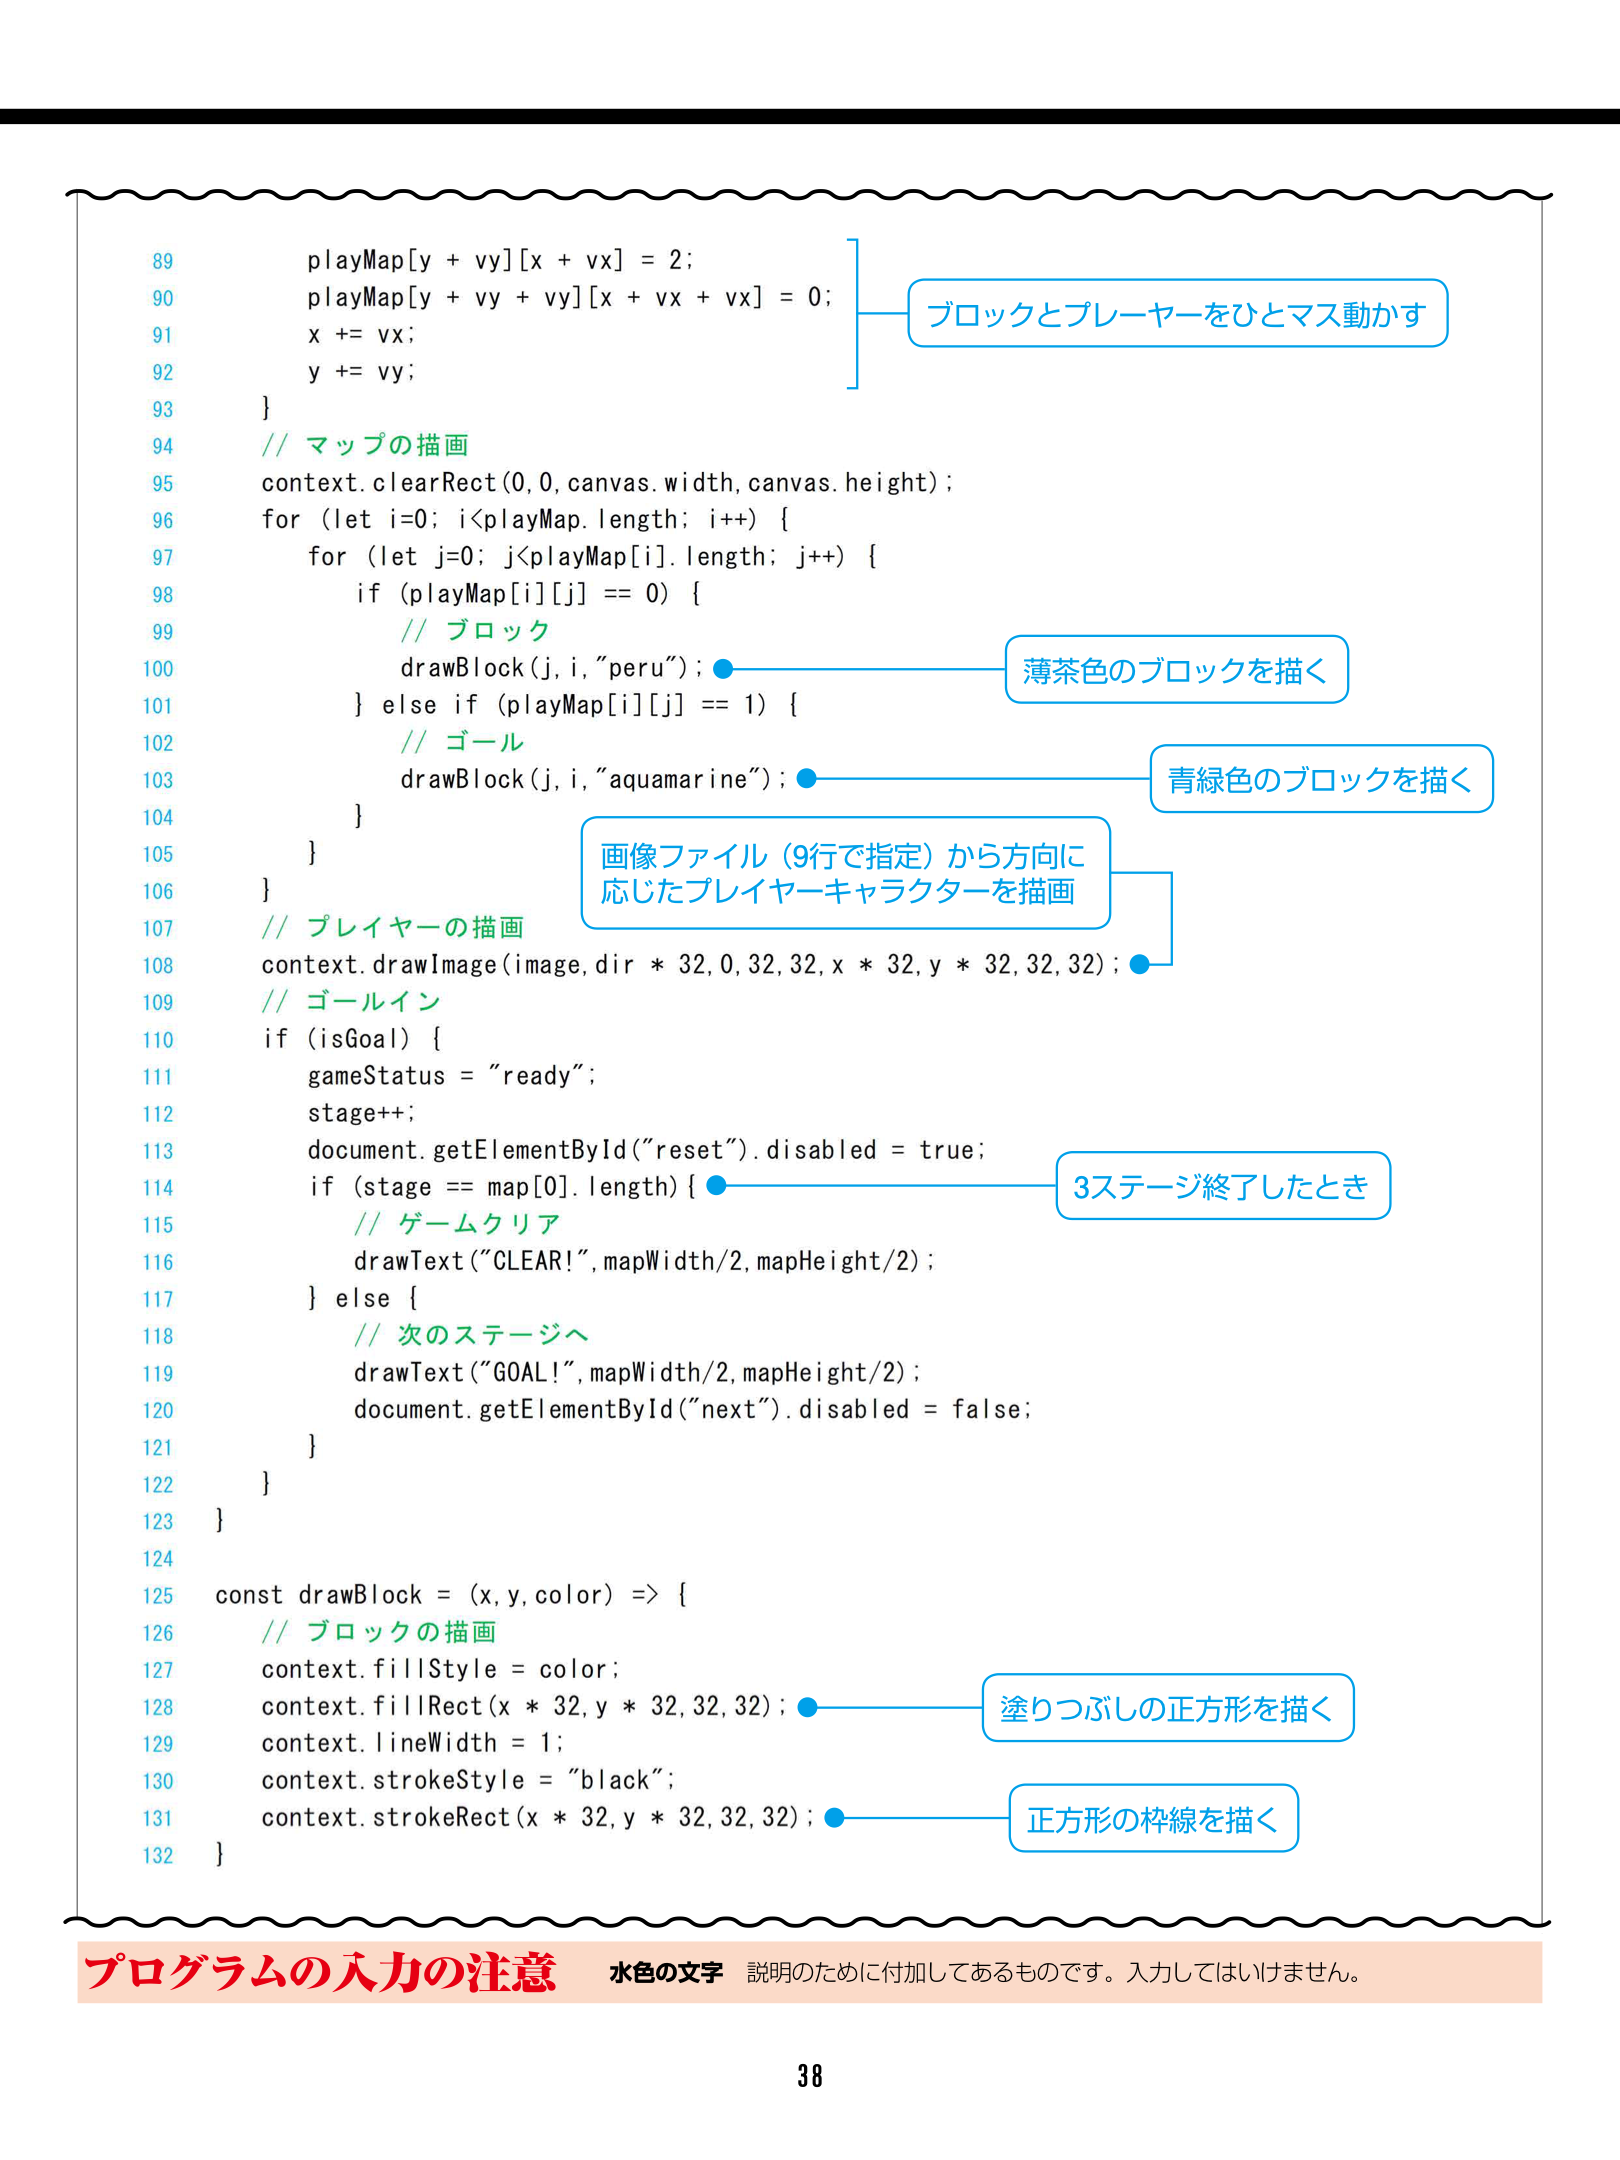 89 playMap[y + vy][x + vx] = 2;
90 playMap[y + vy + vy][x + vx + vx] = 0;
ブロックとプレーヤーをひとマス動かす
91 x += vx;
92 y += vy;
93 }
94 // マップの描画
95 context.clearRect(0,0,canvas.width,canvas.height);
96 for (let i=0; i<playMap.length; i++) {
97 for (let j=0; j<playMap[i].length; j++) {
98 if (playMap[i][j] == 0) {
99 // ブロック
100 drawBlock(j,i,"peru");
薄茶色のブロックを描く
101 } else if (playMap[i][j] == 1) {
102 // ゴール
103 drawBlock(j,i,"aquamarine");
青緑色のブロックを描く
104 }
105 }
106 }
画像ファイル（9行で指定）から方向に
応じたプレイヤーキャラクターを描画
107 // プレイヤーの描画
108 context.drawImage(image,dir * 32,0,32,32,x * 32,y * 32,32,32);
109 // ゴールイン
110 if (isGoal) {
111 gameStatus = "ready";
112 stage++;
113 document.getElementById("reset").disabled = true;
114 if (stage == map[0].length){
3ステージ終了したとき
115 // ゲームクリア
116 drawText("CLEAR!",mapWidth/2,mapHeight/2);
117 } else {
118 // 次のステージへ
119 drawText("GOAL!",mapWidth/2,mapHeight/2);
120 document.getElementById("next").disabled = false;
121 }
122 }
123 }
124
125 const drawBlock = (x,y,color) => {
126 // ブロックの描画
127 context.fillStyle = color;
128 context.fillRect(x * 32,y * 32,32,32);
塗りつぶしの正方形を描く
129 context.lineWidth = 1;
130 context.strokeStyle = "black";
131 context.strokeRect(x * 32,y * 32,32,32);
正方形の枠線を描く
132 }
プログラムの入力の注意 水色の文字 説明のために付加してあるものです。入力してはいけません。
38